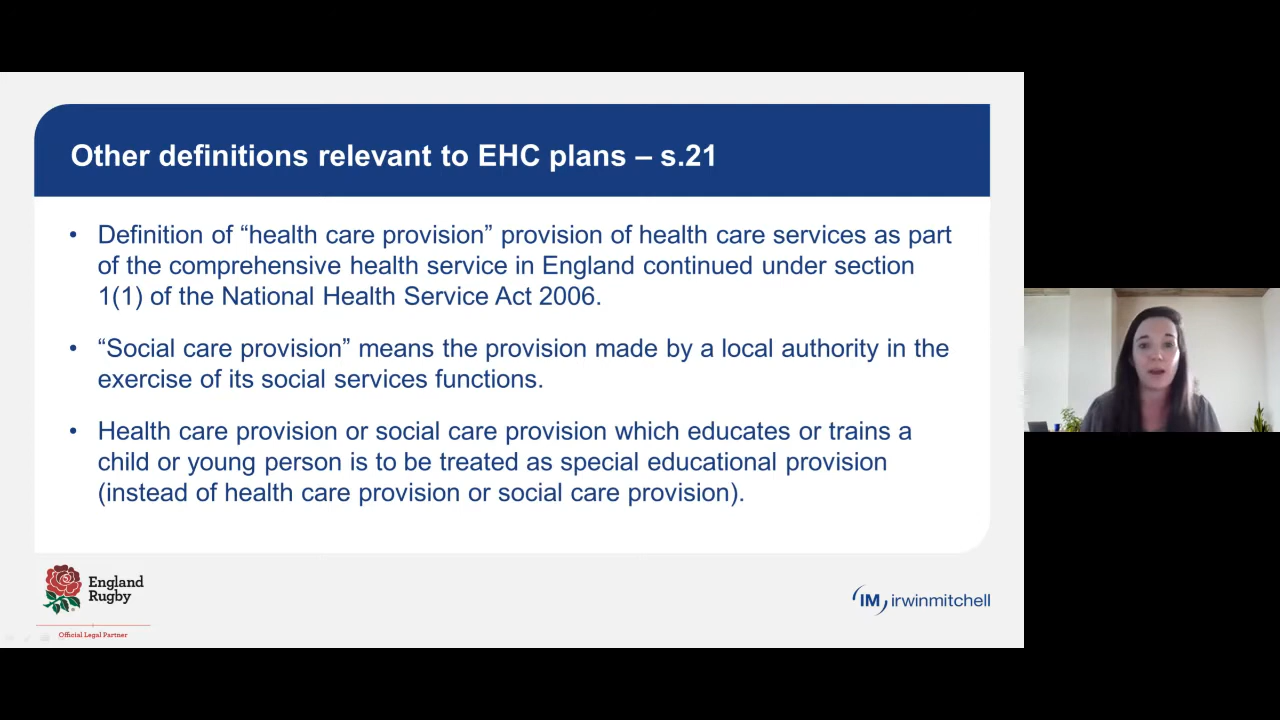 Other definitions relevant to EHC plans – s.21
• Definition of “health care provision” provision of health care services as part
of the comprehensive health service in England continued under section
1(1) of the National Health Service Act 2006.
• “Social care provision” means the provision made by a local authority in the
exercise of its social services functions.
• Health care provision or social care provision which educates or trains a
child or young person is to be treated as special educational provision
(instead of health care provision or social care provision).
England
Rugby
Official Legal Partner
IM irwinmitchell